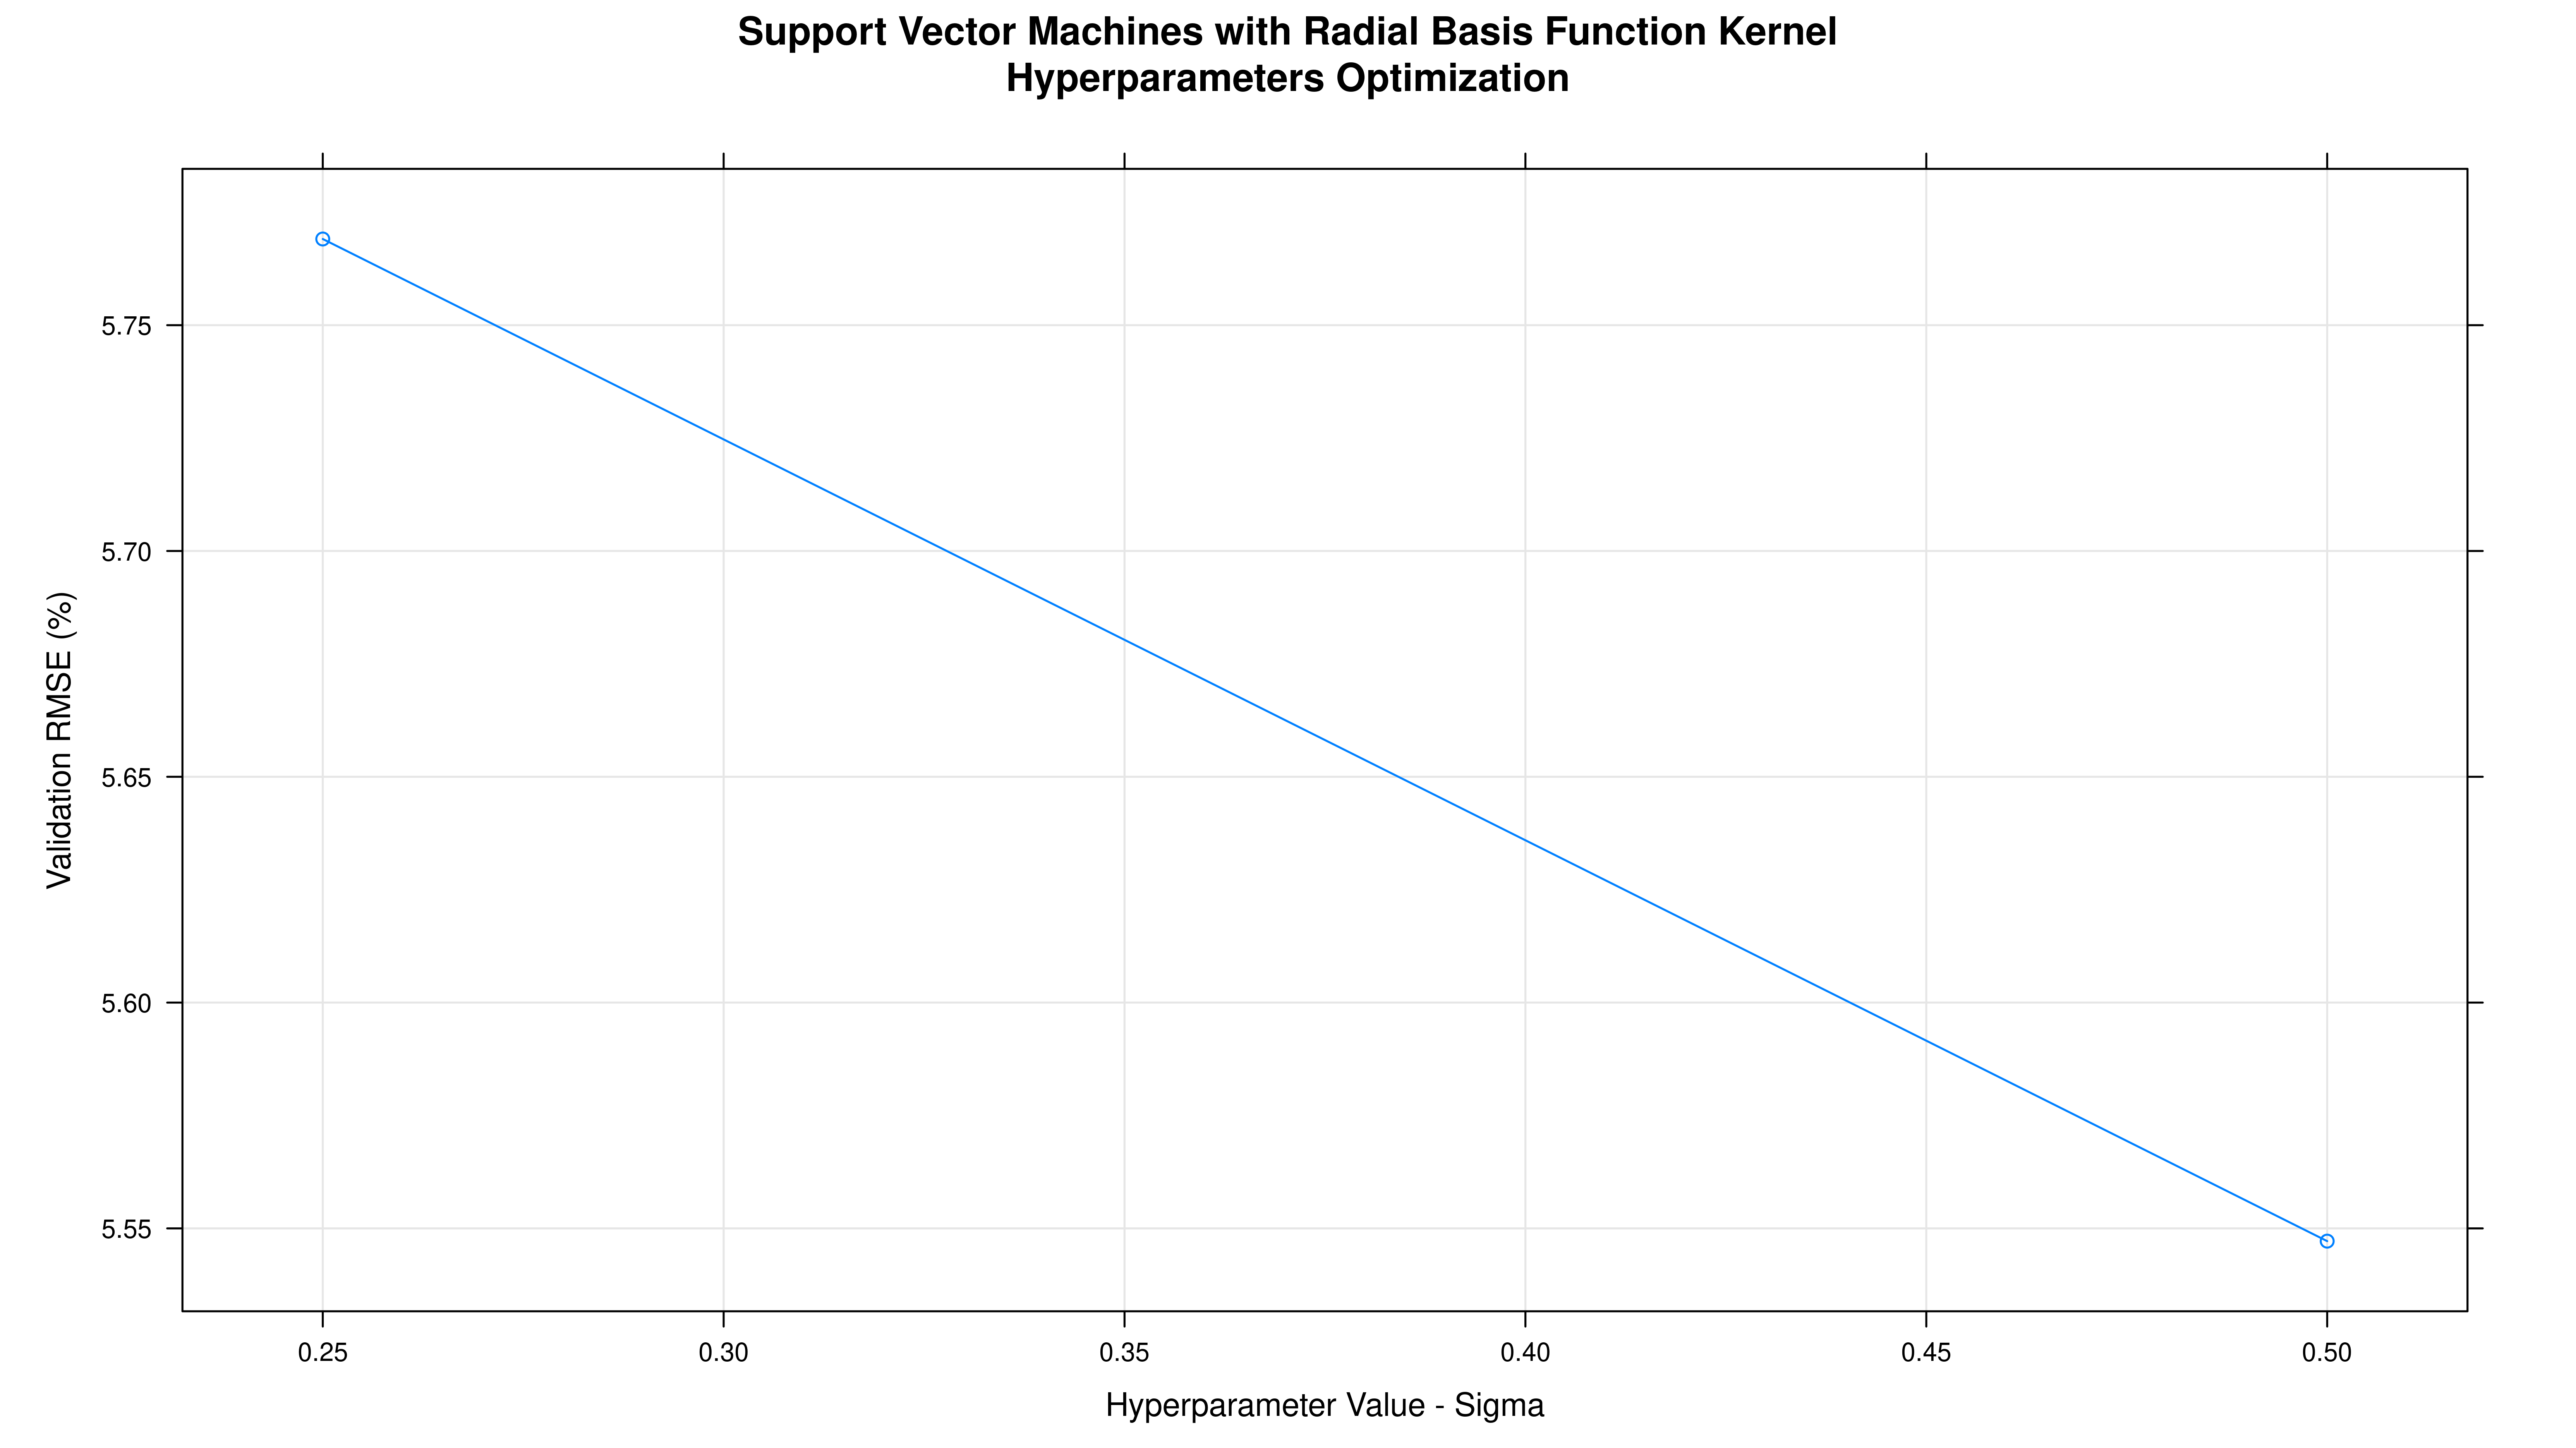 Support Vector Machines with Radial Basis Function Kernel
Hyperparameters Optimization
5.75
5.70
5.65
5.60
5.55
Validation RMSE (%)
0.25 0.30 0.35 0.40 0.45 0.50
Hyperparameter Value - Sigma